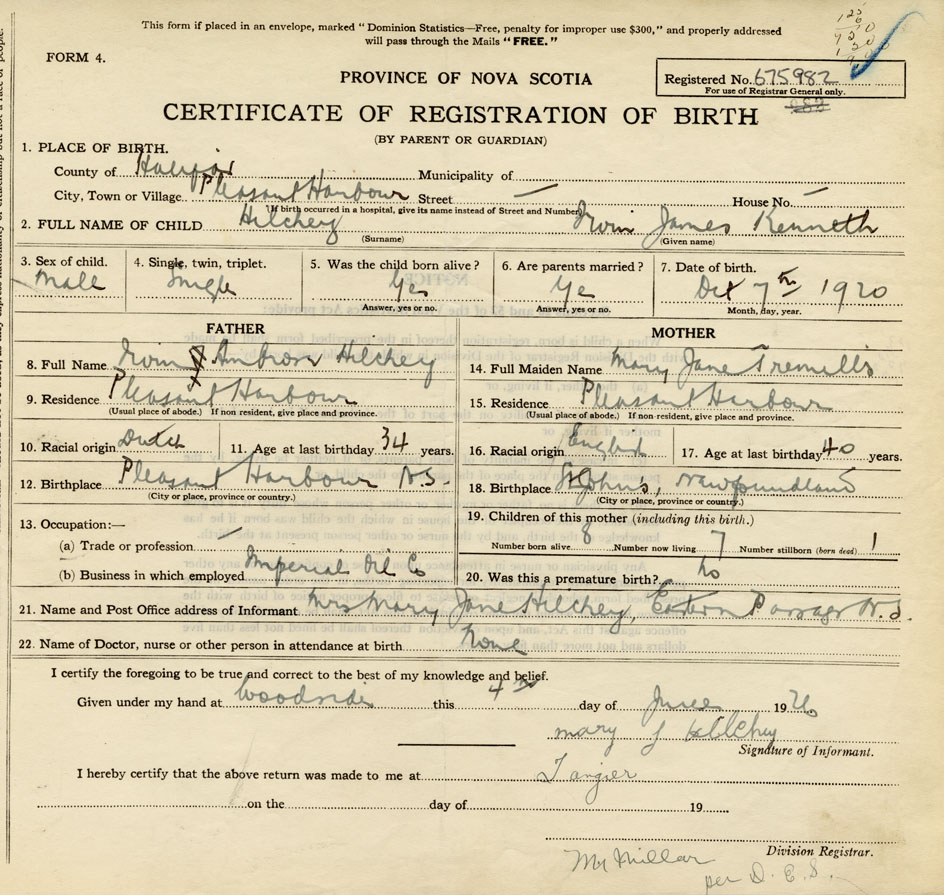 This form if placed in an envelope, marked "Dominion Statistics—Free, penalty for improper use $300," and properly addressed
will pass through the Mails "FREE."
FORM 4.
PROVINCE OF NOVA SCOTIA
Registered No. 675982
For use of Registrar General only.
CERTIFICATE OF REGISTRATION OF BIRTH
(BY PARENT OR GUARDIAN)
1. PLACE OF BIRTH.
County of Halifax Municipality of
City, Town or Village Pleasant Harbour Street — House No. —
If birth occurred in a hospital, give its name instead of Street and Number
2. FULL NAME OF CHILD Hilchey Irvin James Kenneth
(Surname) (Given name)
3. Sex of child. 4. Single, twin, triplet. 5. Was the child born alive? 6. Are parents married? 7. Date of birth.
Male Single Yes Yes Oct 7th 1920
Answer, yes or no. Answer, yes or no. Month, day, year.
FATHER MOTHER
8. Full Name Irvin Ambrose Hilchey
14. Full Maiden Name Mary Jane Tremills
9. Residence Pleasant Harbour
(Usual place of abode.) If non resident, give place and province.
15. Residence Pleasant Harbour
(Usual place of abode.) If non-resident, give place and province.
10. Racial origin Dutch 11. Age at last birthday 34 years.
16. Racial origin English 17. Age at last birthday 40 years.
12. Birthplace Pleasant Harbour N.S.
(City or place, province or country.)
18. Birthplace St John's, Newfoundland
(City or place, province or country.)
13. Occupation:—
(a) Trade or profession —
(b) Business in which employed Imperial Oil Co
19. Children of this mother (including this birth.)
Number born alive 8 Number now living 7 Number stillborn (born dead) 1
20. Was this a premature birth? no
21. Name and Post Office address of Informant Mrs Mary Jane Hilchey, Eastern Passage N.S.
22. Name of Doctor, nurse or other person in attendance at birth None
I certify the foregoing to be true and correct to the best of my knowledge and belief.
Given under my hand at Woodside this 4th day of June 1926
Mary J Hilchey
Signature of Informant.
I hereby certify that the above return was made to me at Tangier
on the day of 19
Division Registrar.
per D. E. S.